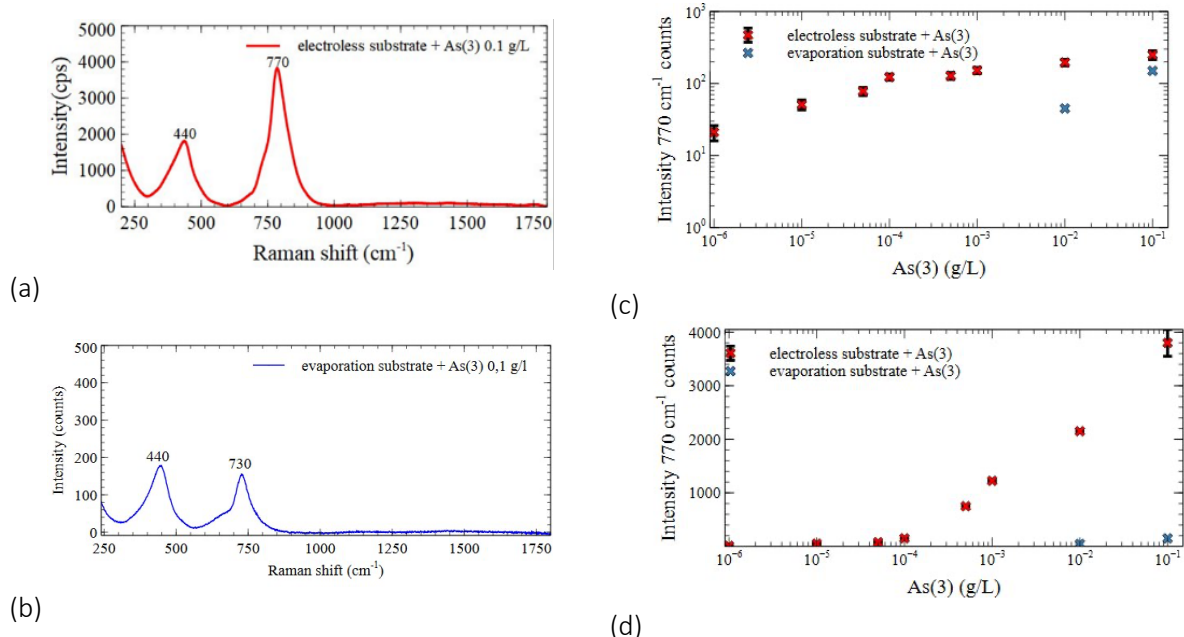 5000
4000
3000
2000
1000
0
Intensity(cps)
electroless substrate + As(3) 0.1 g/L
770
440
250 500 750 1000 1250 1500 1750
Raman shift (cm⁻¹)
(a)
500
400
300
200
100
0
Intensity (counts)
evaporation substrate + As(3) 0,1 g/l
440
730
250 500 750 1000 1250 1500 1750
Raman shift (cm⁻¹)
(b)
10³
10²
10¹
10⁰
Intensity 770 cm⁻¹ counts
electroless substrate + As(3)
evaporation substrate + As(3)
10⁻⁶ 10⁻⁵ 10⁻⁴ 10⁻³ 10⁻² 10⁻¹
As(3) (g/L)
(c)
4000
3000
2000
1000
Intensity 770 cm⁻¹ counts
electroless substrate + As(3)
evaporation substrate + As(3)
10⁻⁶ 10⁻⁵ 10⁻⁴ 10⁻³ 10⁻² 10⁻¹
As(3) (g/L)
(d)